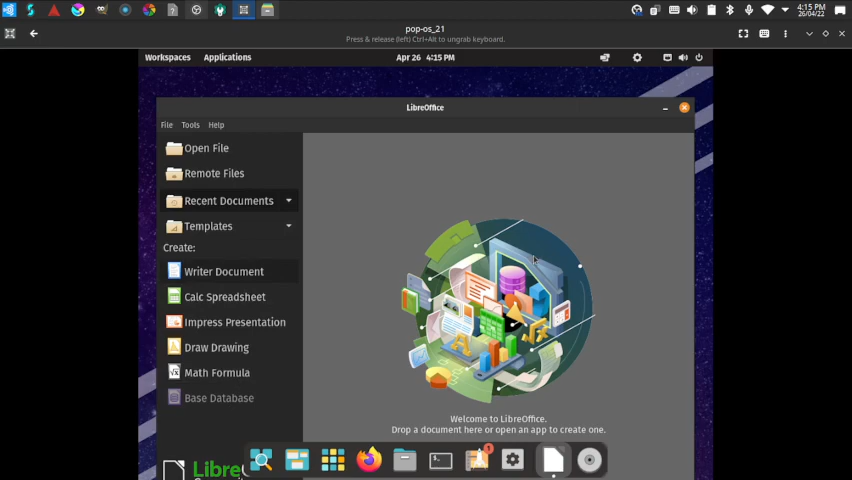 4:15 PM
26/04/22
pop-os_21
Press & release (left) Ctrl+Alt to ungrab keyboard.
Workspaces Applications Apr 26 4:15 PM
LibreOffice
File Tools Help
Open File
Remote Files
Recent Documents
Templates
Create:
Writer Document
Calc Spreadsheet
Impress Presentation
Draw Drawing
Math Formula
Base Database
Welcome to LibreOffice.
Drop a document here or open an app to create one.
1